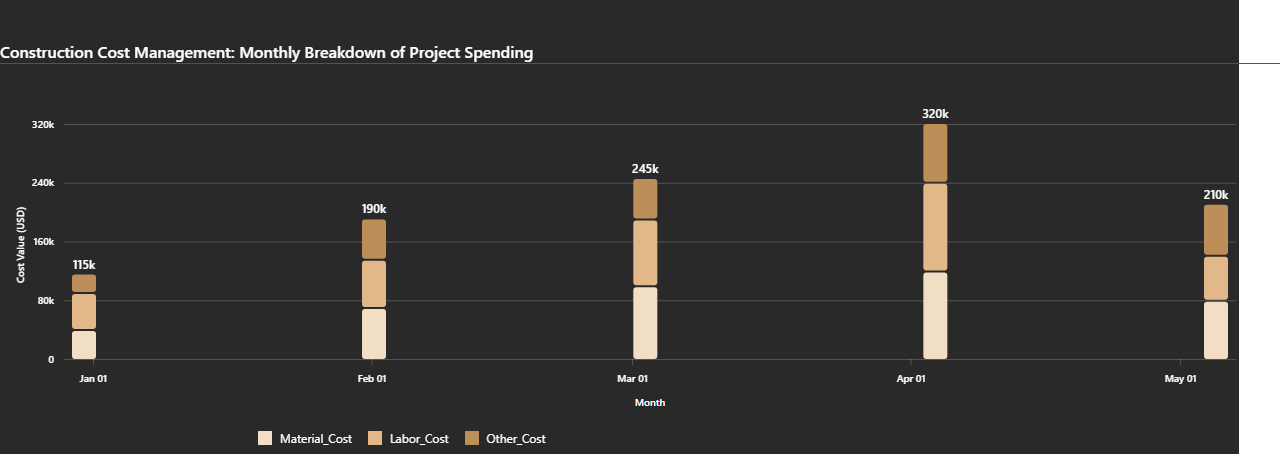 Construction Cost Management: Monthly Breakdown of Project Spending
320k
320k
245k
240k
210k
190k
160k
115k
80k
0
Cost Value (USD)
Jan 01 Feb 01 Mar 01 Apr 01 May 01
Month
Material_Cost Labor_Cost Other_Cost